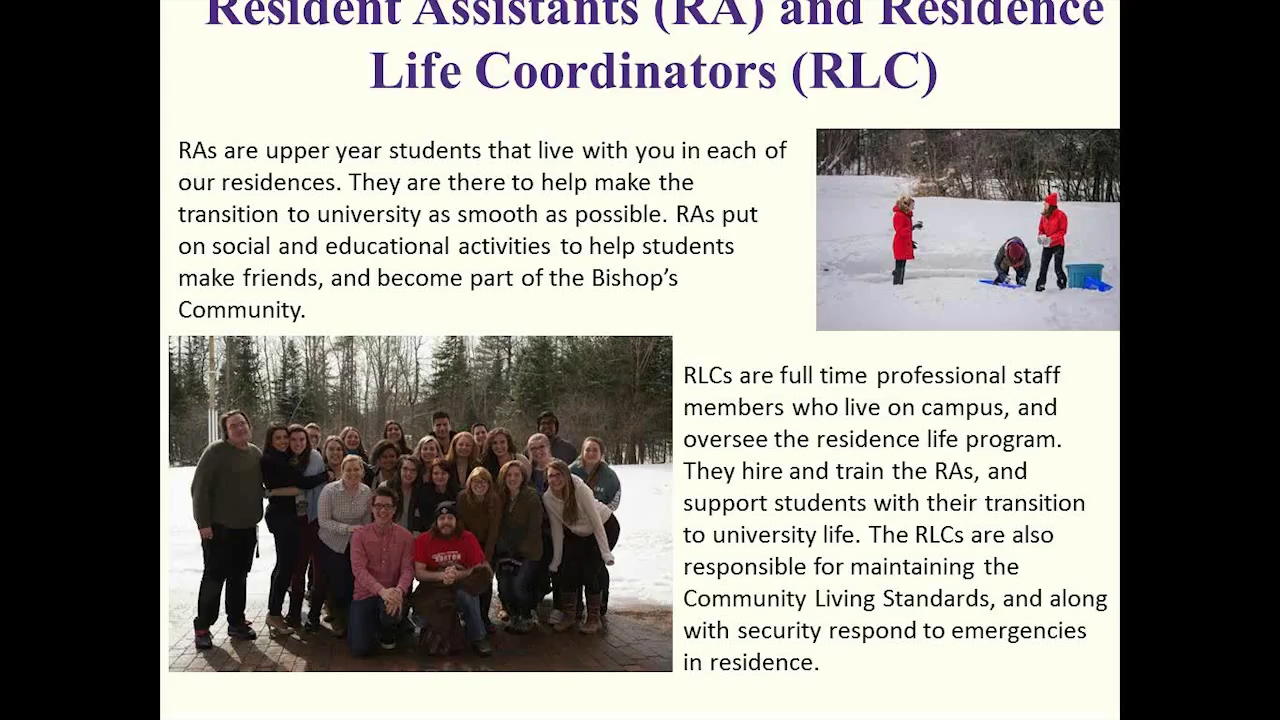 Resident Assistants (RA) and Residence
Life Coordinators (RLC)
RAs are upper year students that live with you in each of
our residences. They are there to help make the
transition to university as smooth as possible. RAs put
on social and educational activities to help students
make friends, and become part of the Bishop’s
Community.
RLCs are full time professional staff
members who live on campus, and
oversee the residence life program.
They hire and train the RAs, and
support students with their transition
to university life. The RLCs are also
responsible for maintaining the
Community Living Standards, and along
with security respond to emergencies
in residence.